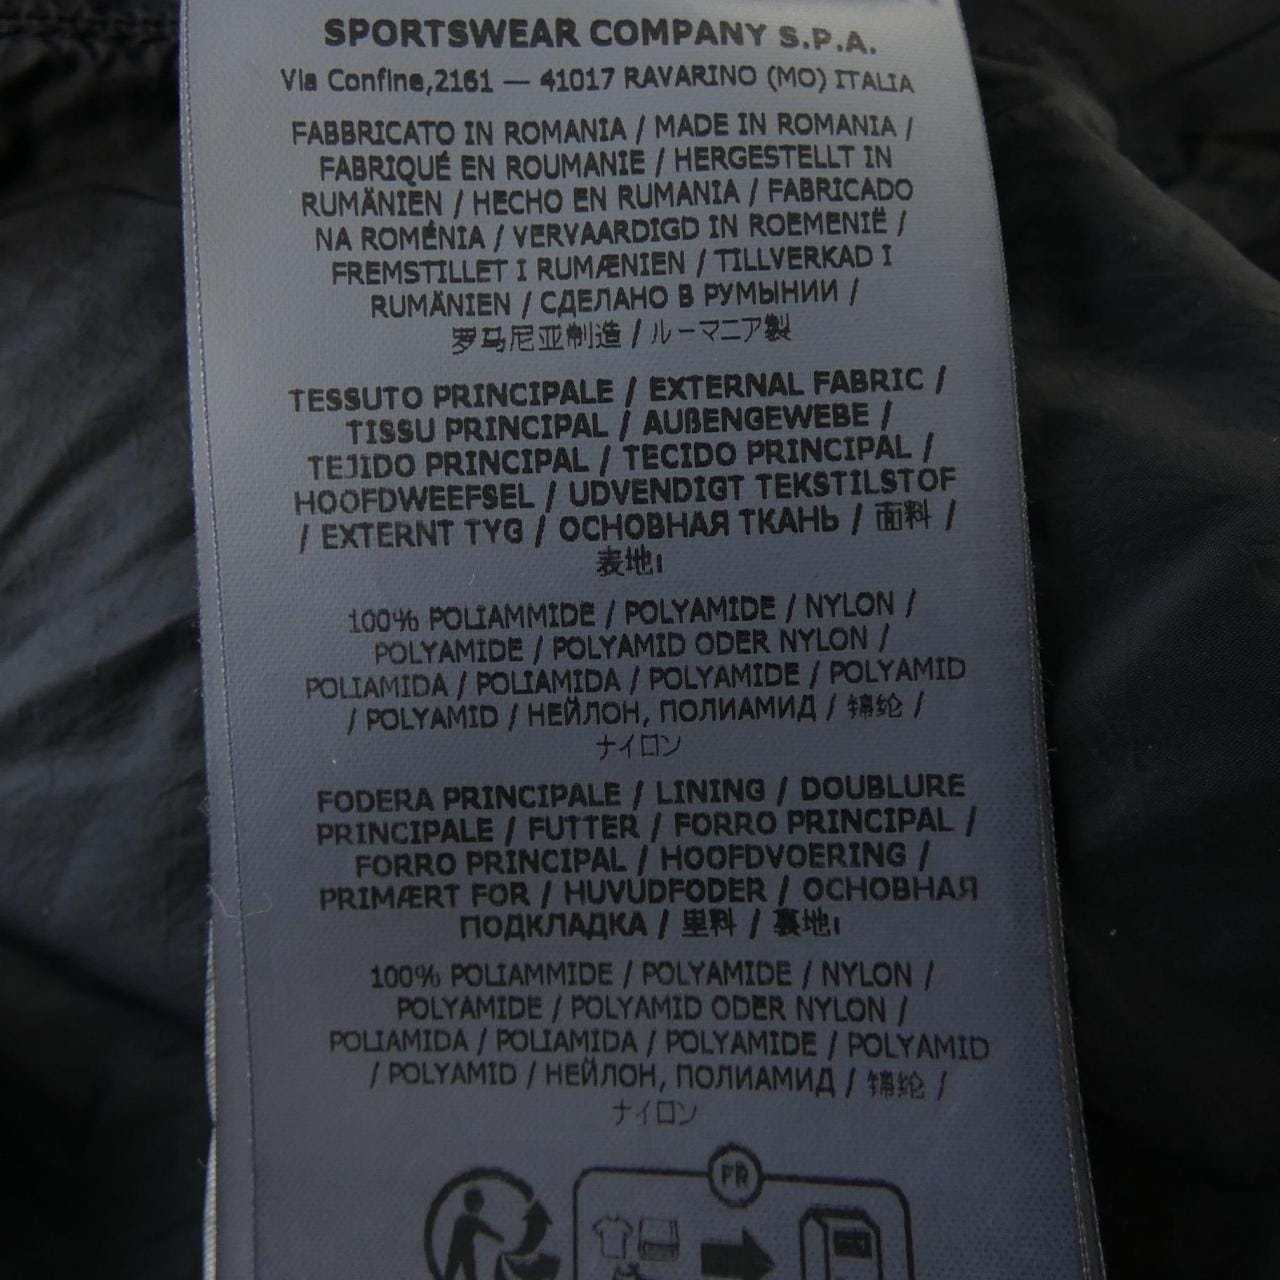 SPORTSWEAR COMPANY S.P.A.
Via Confine,2161 — 41017 RAVARINO (MO) ITALIA
FABBRICATO IN ROMANIA / MADE IN ROMANIA /
FABRIQUÉ EN ROUMANIE / HERGESTELLT IN
RUMÄNIEN / HECHO EN RUMANIA / FABRICADO
NA ROMÉNIA / VERVAARDIGD IN ROEMENIË /
FREMSTILLET I RUMÆNIEN / TILLVERKAD I
RUMÄNIEN / СДЕЛАНО В РУМЫНИИ /
罗马尼亚制造 / ルーマニア製
TESSUTO PRINCIPALE / EXTERNAL FABRIC /
TISSU PRINCIPAL / AUßENGEWEBE /
TEJIDO PRINCIPAL / TECIDO PRINCIPAL /
HOOFDWEEFSEL / UDVENDIGT TEKSTILSTOF
/ EXTERNT TYG / ОСНОВНАЯ ТКАНЬ / 面料 /
表地
100% POLIAMMIDE / POLYAMIDE / NYLON /
POLYAMIDE / POLYAMID ODER NYLON /
POLIAMIDA / POLIAMIDA / POLYAMIDE / POLYAMID
/ POLYAMID / НЕЙЛОН, ПОЛИАМИД / 锦纶 /
ナイロン
FODERA PRINCIPALE / LINING / DOUBLURE
PRINCIPALE / FUTTER / FORRO PRINCIPAL /
FORRO PRINCIPAL / HOOFDVOERING /
PRIMÆRT FOR / HUVUDFODER / ОСНОВНАЯ
ПОДКЛАДКА / 里料 / 裏地
100% POLIAMMIDE / POLYAMIDE / NYLON /
POLYAMIDE / POLYAMID ODER NYLON /
POLIAMIDA / POLIAMIDA / POLYAMIDE / POLYAMID
/ POLYAMID / НЕЙЛОН, ПОЛИАМИД / 锦纶 /
ナイロン
FR